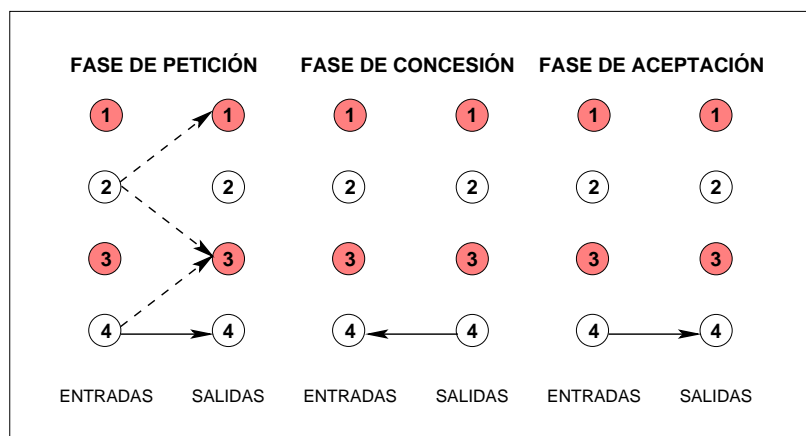 FASE DE PETICIÓN FASE DE CONCESIÓN FASE DE ACEPTACIÓN
1 1 1 1 1 1
2 2 2 2 2 2
3 3 3 3 3 3
4 4 4 4 4 4
ENTRADAS SALIDAS ENTRADAS SALIDAS ENTRADAS SALIDAS